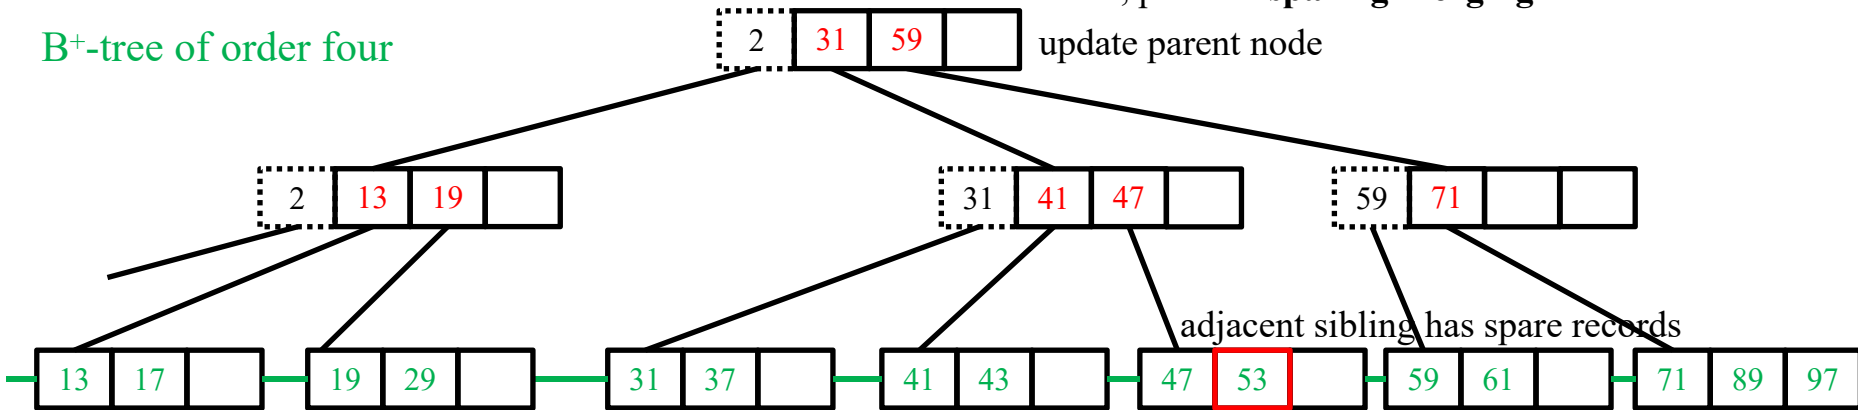 B+-tree of order four
2 31 59
update parent node
2 13 19
31 41 47
59 71
adjacent sibling has spare records
13 17
19 29
31 37
41 43
47 53
59 61
71 89 97